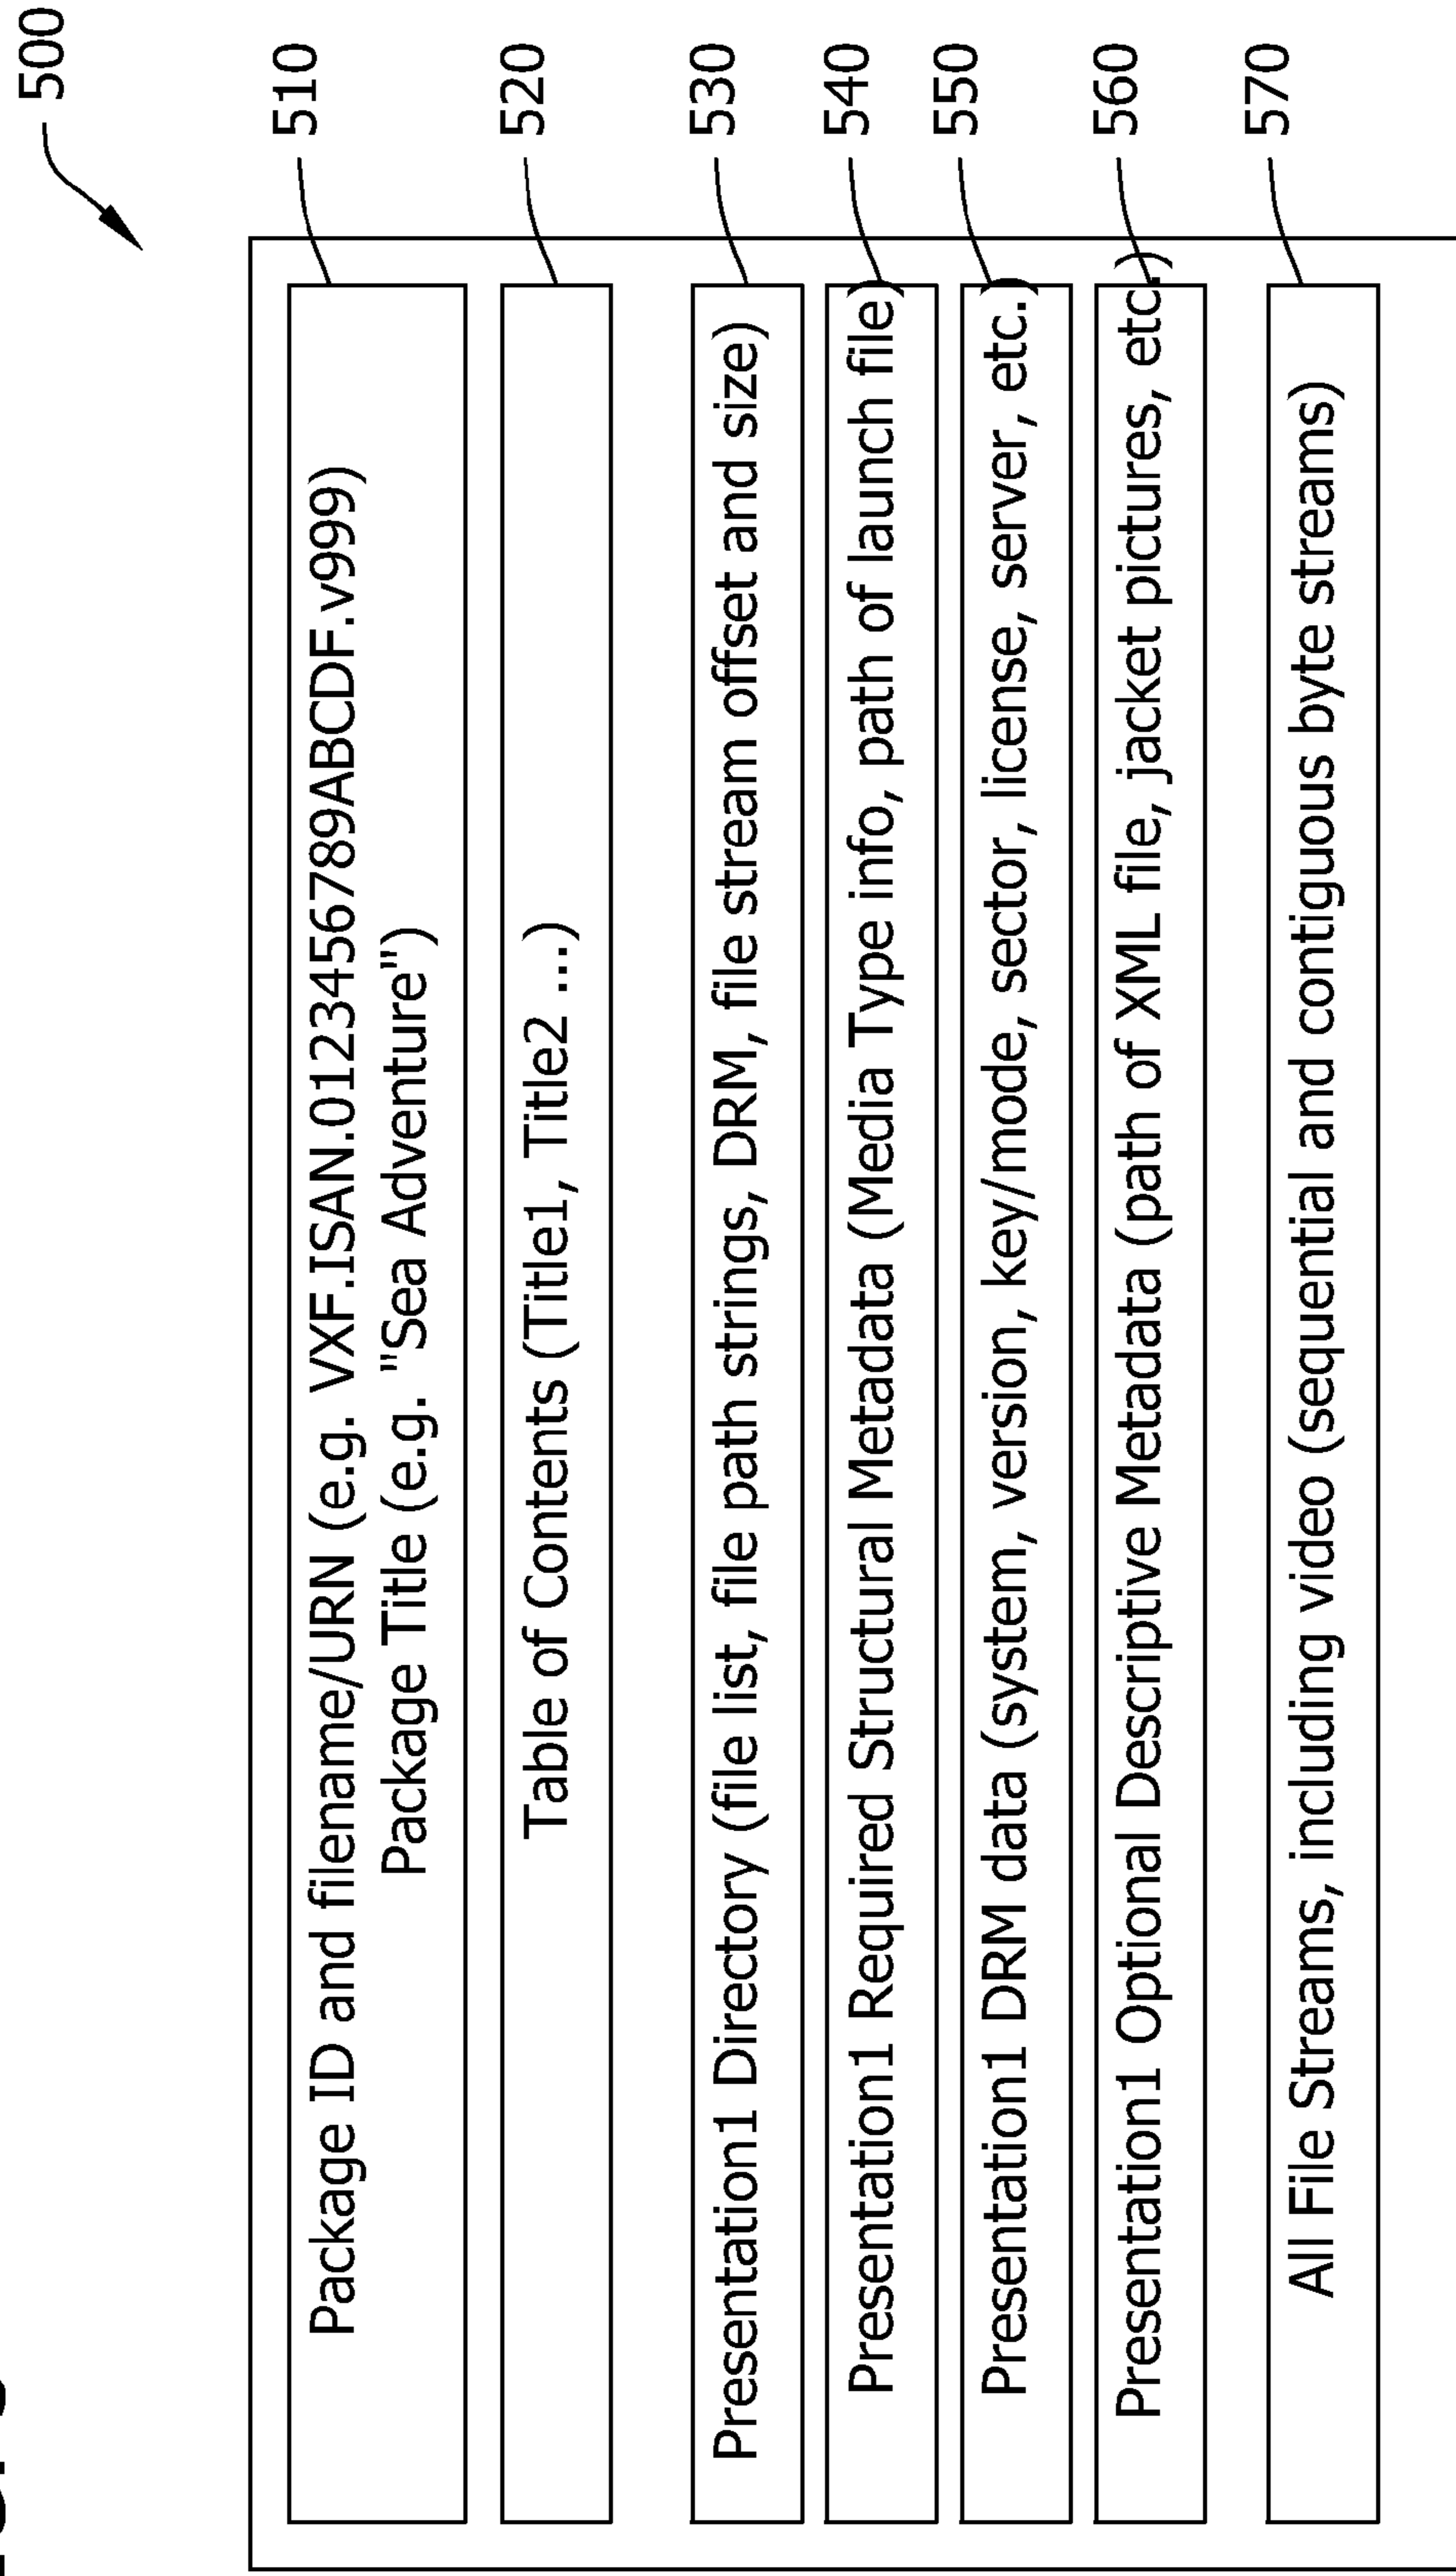 500
Package ID and filename/URN (e.g. VXF.ISAN.0123456789ABCDF.v999)
Package Title (e.g. "Sea Adventure")
510
Table of Contents (Title1, Title2 ...)
520
Presentation1 Directory (file list, file path strings, DRM, file stream offset and size)
530
Presentation1 Required Structural Metadata (Media Type info, path of launch file)
540
Presentation1 DRM data (system, version, key/mode, sector, license, server, etc.)
550
Presentation1 Optional Descriptive Metadata (path of XML file, jacket pictures, etc.)
560
All File Streams, including video (sequential and contiguous byte streams)
570